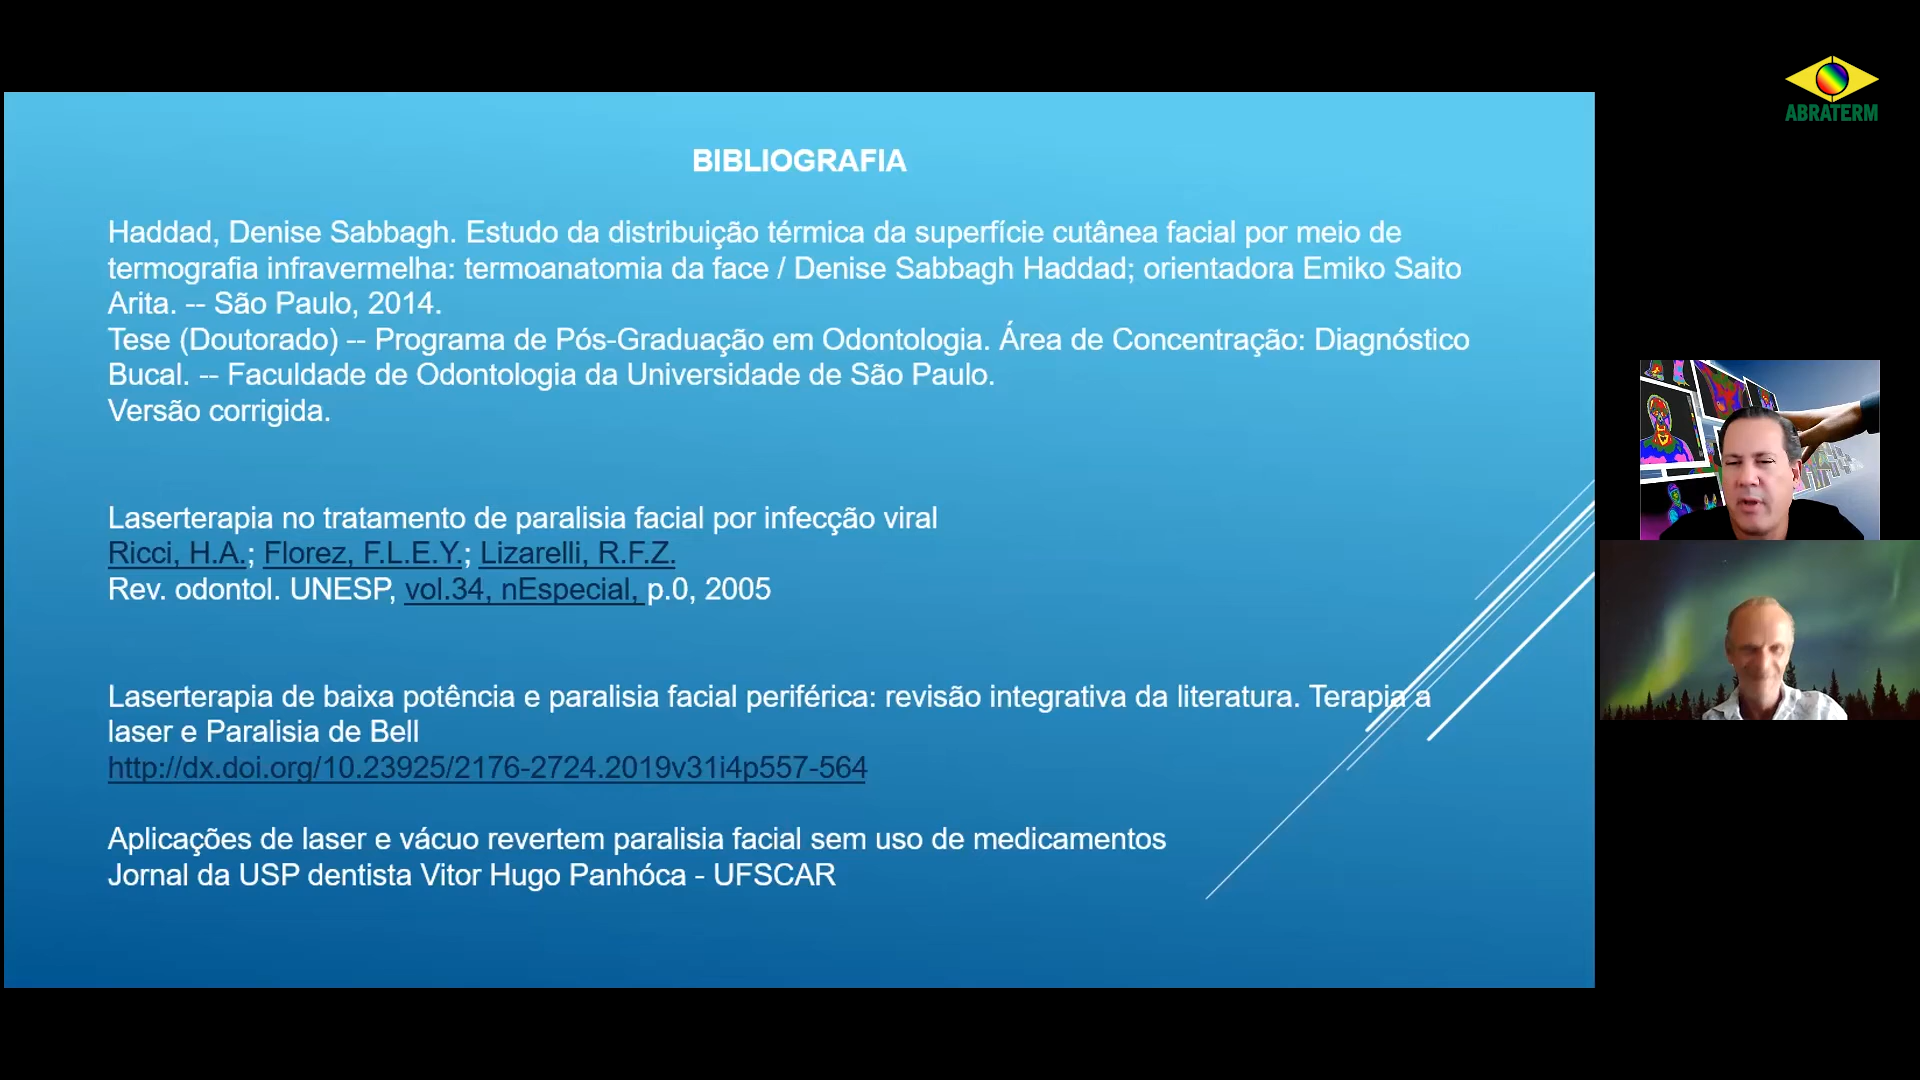 ABRATERM
BIBLIOGRAFIA
Haddad, Denise Sabbagh. Estudo da distribuição térmica da superfície cutânea facial por meio de
termografia infravermelha: termoanatomia da face / Denise Sabbagh Haddad; orientadora Emiko Saito
Arita. -- São Paulo, 2014.
Tese (Doutorado) -- Programa de Pós-Graduação em Odontologia. Área de Concentração: Diagnóstico
Bucal. -- Faculdade de Odontologia da Universidade de São Paulo.
Versão corrigida.
Laserterapia no tratamento de paralisia facial por infecção viral
Ricci, H.A.; Florez, F.L.E.Y.; Lizarelli, R.F.Z.
Rev. odontol. UNESP, vol.34, nEspecial, p.0, 2005
Laserterapia de baixa potência e paralisia facial periférica: revisão integrativa da literatura. Terapia a
laser e Paralisia de Bell
http://dx.doi.org/10.23925/2176-2724.2019v31i4p557-564
Aplicações de laser e vácuo revertem paralisia facial sem uso de medicamentos
Jornal da USP dentista Vitor Hugo Panhóca - UFSCAR